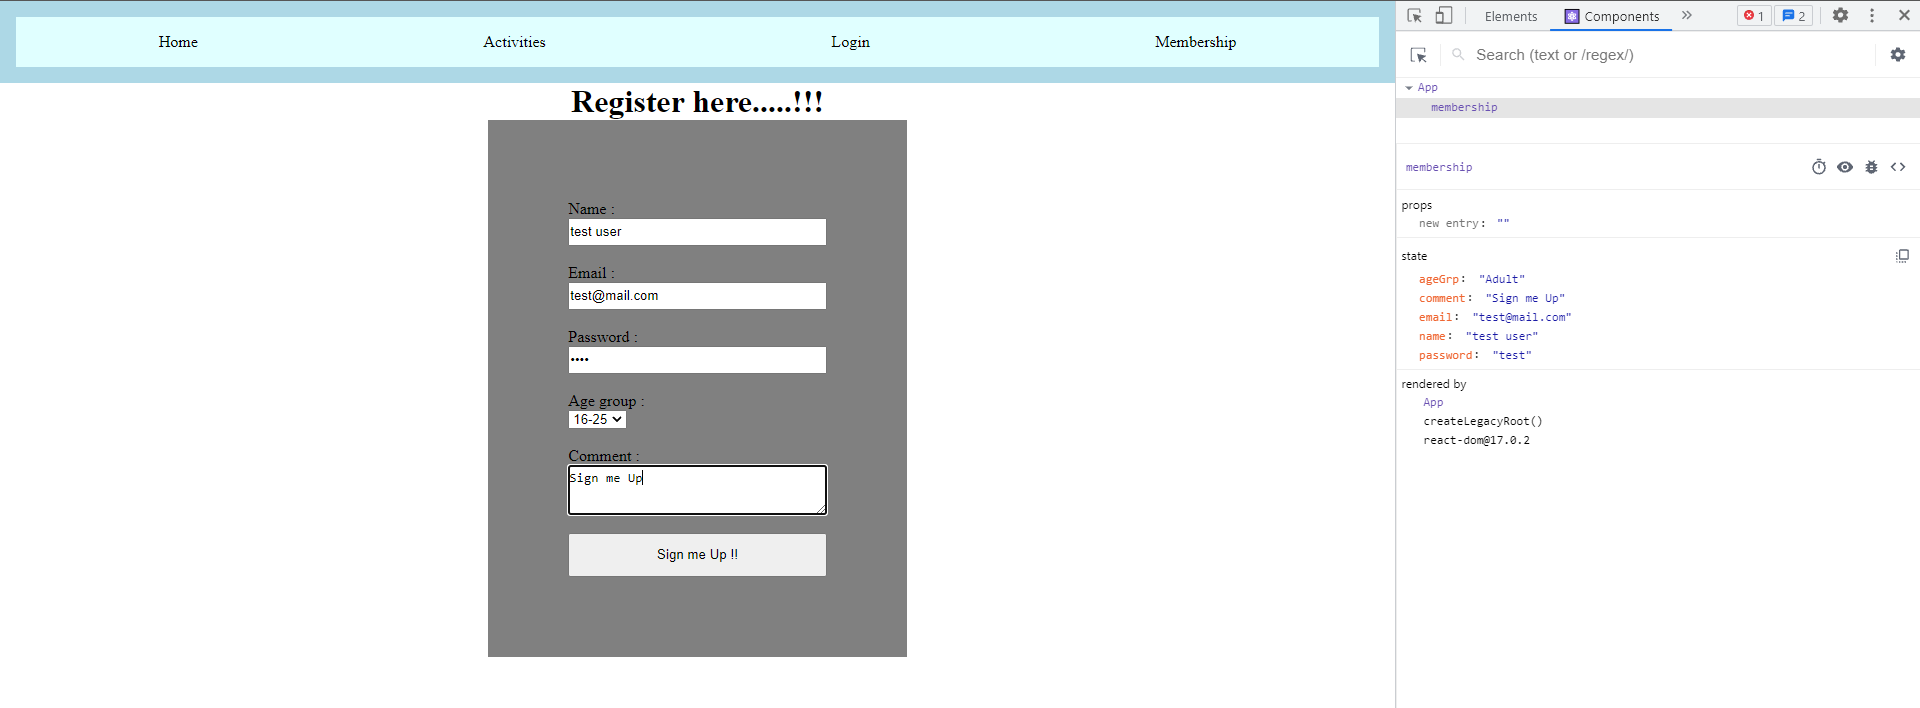 Home Activities Login Membership
Register here.....!!!
Name :
test user
Email :
test@mail.com
Password :
••••
Age group :
16-25
Comment :
Sign me Up
Sign me Up !!
Elements Components » 1 2
Search (text or /regex/)
App
membership
membership
props
new entry: ""
state
ageGrp: "Adult"
comment: "Sign me Up"
email: "test@mail.com"
name: "test user"
password: "test"
rendered by
App
createLegacyRoot()
react-dom@17.0.2